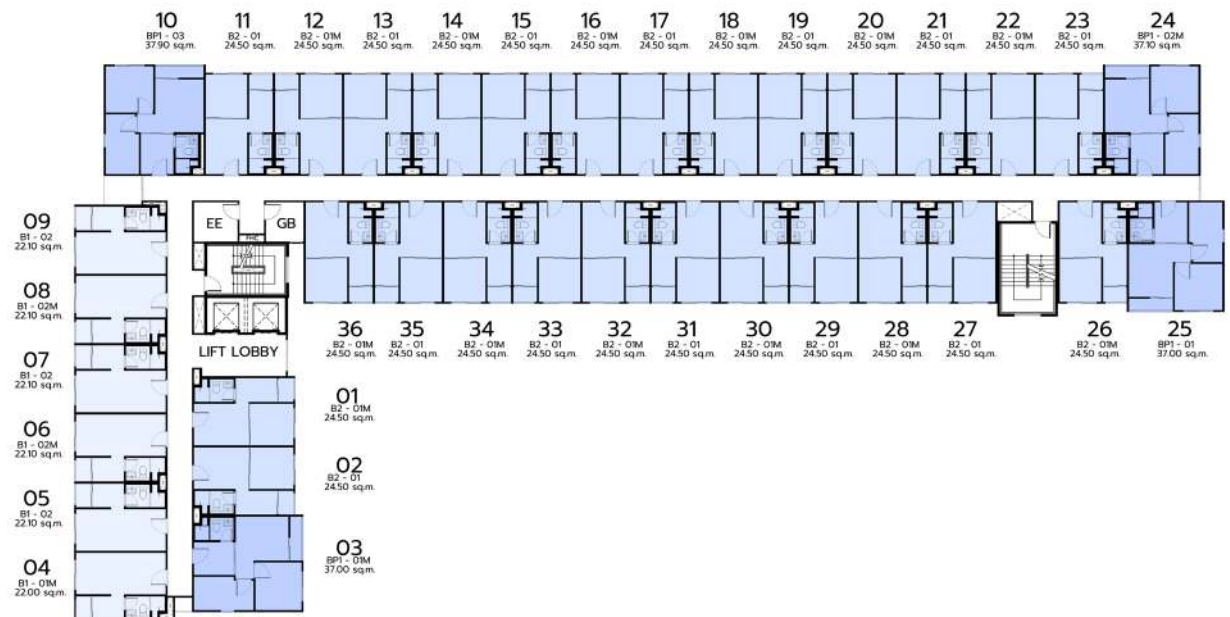 10
BP1 - 03
37.90 sq.m.
11
B2 - 01
24.50 sq.m.
12
B2 - 01M
24.50 sq.m.
13
B2 - 01
24.50 sq.m.
14
B2 - 01M
24.50 sq.m.
15
B2 - 01
24.50 sq.m.
16
B2 - 01M
24.50 sq.m.
17
B2 - 01
24.50 sq.m.
18
B2 - 01M
24.50 sq.m.
19
B2 - 01
24.50 sq.m.
20
B2 - 01M
24.50 sq.m.
21
B2 - 01
24.50 sq.m.
22
B2 - 01M
24.50 sq.m.
23
B2 - 01
24.50 sq.m.
24
BP1 - 02M
37.10 sq.m.
09
B1 - 02
22.10 sq.m.
EE
GB
08
B1 - 02M
22.10 sq.m.
LIFT LOBBY
36
B2 - 01M
24.50 sq.m.
35
B2 - 01
24.50 sq.m.
34
B2 - 01M
24.50 sq.m.
33
B2 - 01
24.50 sq.m.
32
B2 - 01M
24.50 sq.m.
31
B2 - 01
24.50 sq.m.
30
B2 - 01M
24.50 sq.m.
29
B2 - 01
24.50 sq.m.
28
B2 - 01M
24.50 sq.m.
27
B2 - 01
24.50 sq.m.
26
B2 - 01M
24.50 sq.m.
25
BP1 - 01
37.00 sq.m.
07
B1 - 02
22.10 sq.m.
01
B2 - 01M
24.50 sq.m.
06
B1 - 02M
22.10 sq.m.
02
B2 - 01
24.50 sq.m.
05
B1 - 02
22.10 sq.m.
03
BP1 - 01M
37.00 sq.m.
04
B1 - 01M
22.00 sq.m.